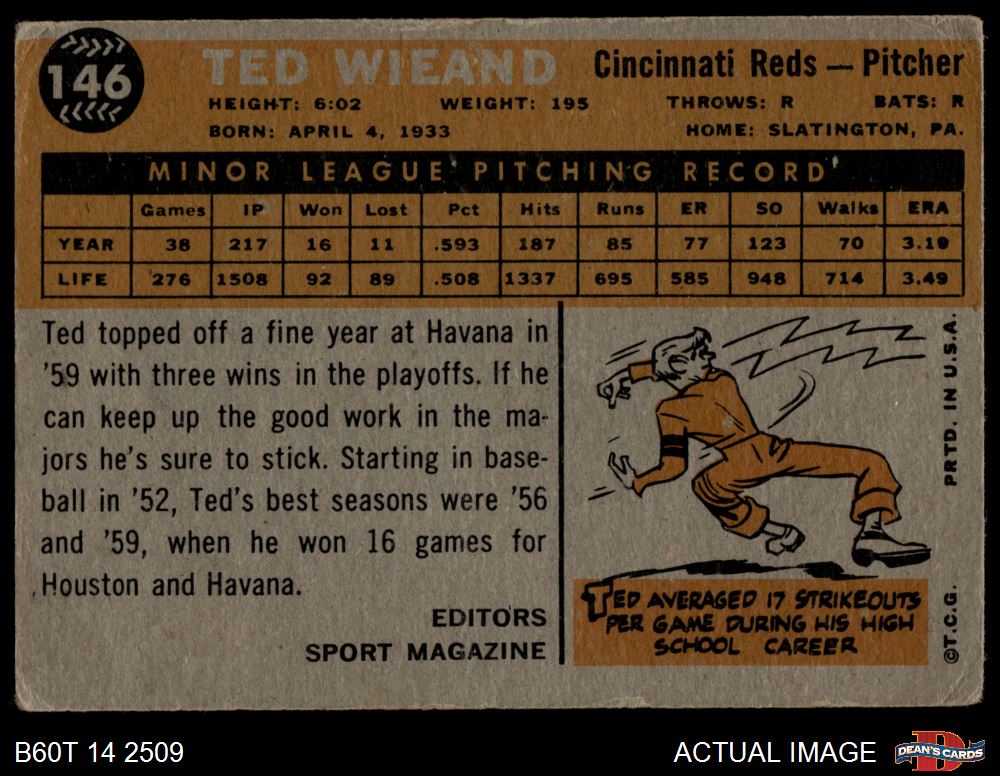 146
TED WIEAND
Cincinnati Reds — Pitcher
HEIGHT: 6:02 WEIGHT: 195 THROWS: R BATS: R
BORN: APRIL 4, 1933 HOME: SLATINGTON, PA.
MINOR LEAGUE PITCHING RECORD
Games IP Won Lost Pct Hits Runs ER SO Walks ERA
YEAR 38 217 16 11 .593 187 85 77 123 70 3.19
LIFE 276 1508 92 89 .508 1337 695 585 948 714 3.49
Ted topped off a fine year at Havana in
'59 with three wins in the playoffs. If he
can keep up the good work in the ma-
jors he's sure to stick. Starting in base-
ball in '52, Ted's best seasons were '56
and '59, when he won 16 games for
Houston and Havana.
EDITORS
SPORT MAGAZINE
TED AVERAGED 17 STRIKEOUTS
PER GAME DURING HIS HIGH
SCHOOL CAREER
©T.C.G. PRTD. IN U.S.A.
B60T 14 2509
ACTUAL IMAGE
D
DEAN'S CARDS